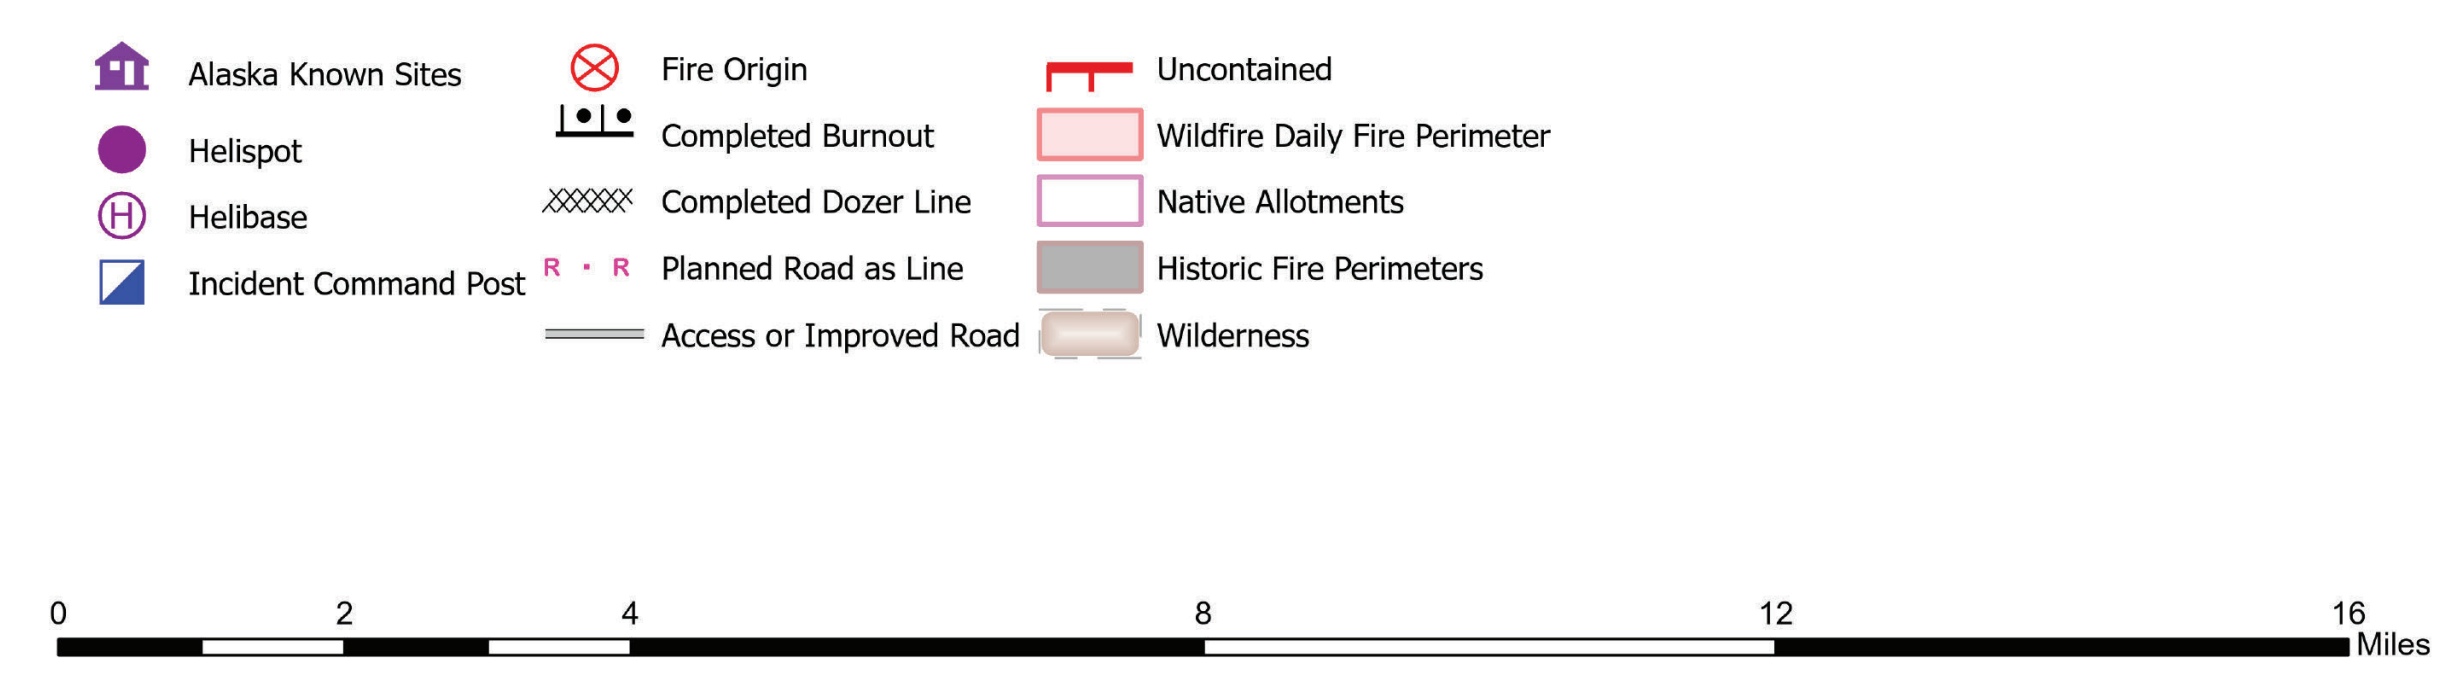 Alaska Known Sites
Helispot
H Helibase
Incident Command Post
Fire Origin
Completed Burnout
Completed Dozer Line
R · R Planned Road as Line
Access or Improved Road
Uncontained
Wildfire Daily Fire Perimeter
Native Allotments
Historic Fire Perimeters
Wilderness
0 2 4 8 12 16
Miles